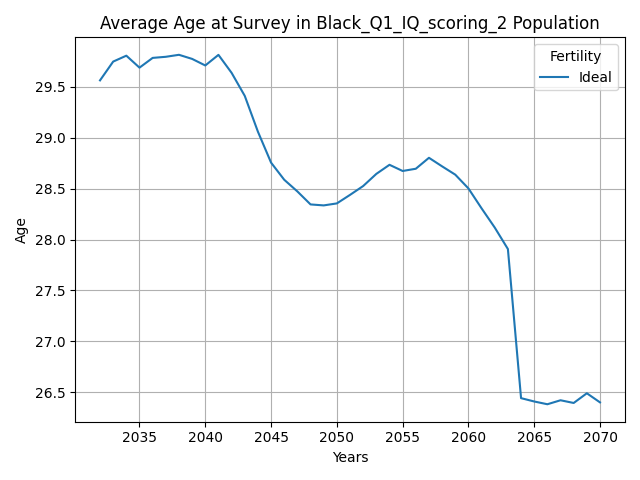 Average Age at Survey in Black_Q1_IQ_scoring_2 Population
Fertility
Ideal
Age
29.5
29.0
28.5
28.0
27.5
27.0
26.5
2035 2040 2045 2050 2055 2060 2065 2070
Years